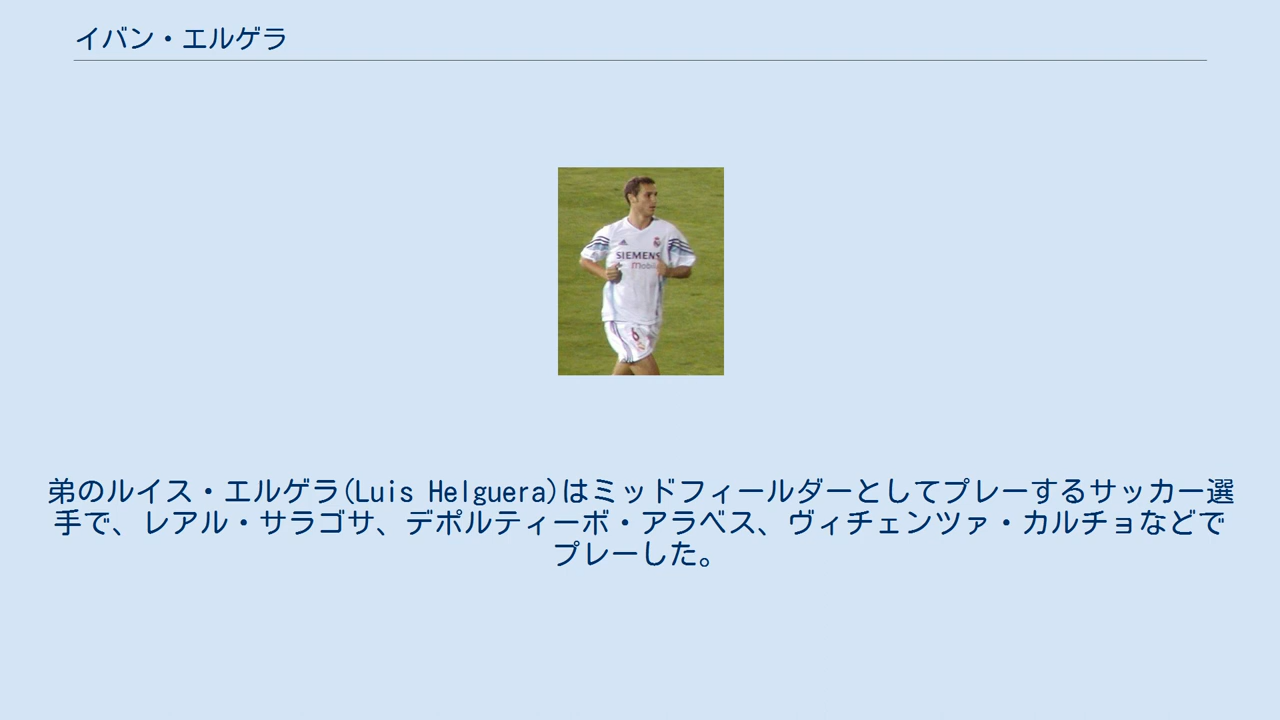 イバン・エルゲラ
SIEMENS
mobile
6
弟のルイス・エルゲラ(Luis Helguera)はミッドフィールダーとしてプレーするサッカー選
手で、レアル・サラゴサ、デポルティーボ・アラベス、ヴィチェンツァ・カルチョなどで
プレーした。